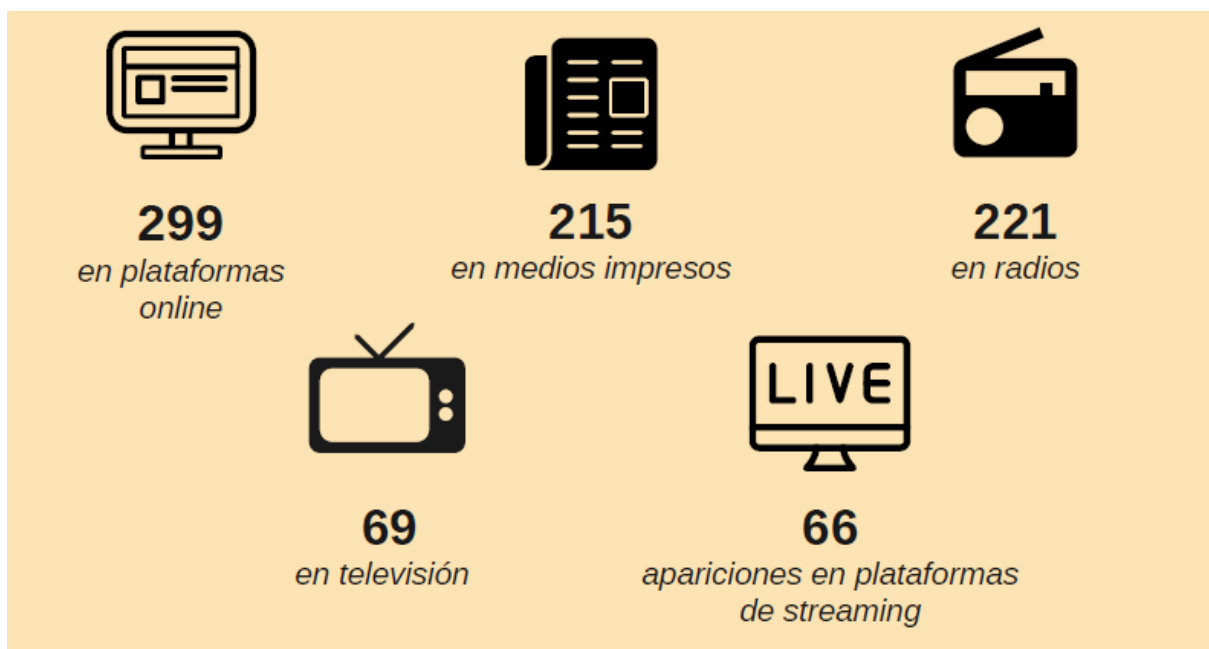 299
en plataformas
online
215
en medios impresos
221
en radios
69
en televisión
LIVE
66
apariciones en plataformas
de streaming